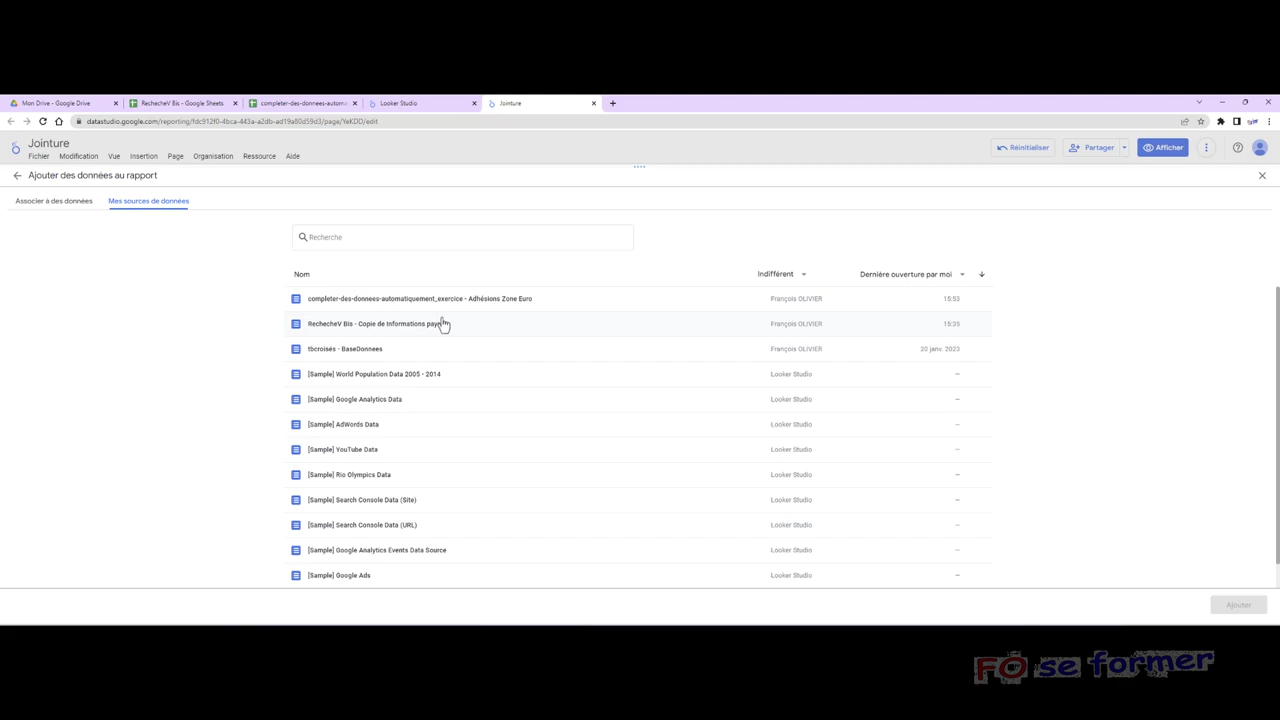 Mon Drive - Google Drive
RechecheV Bis - Google Sheets
completer-des-donnees-autom
Looker Studio
Jointure
datastudio.google.com/reporting/fdc912f0-4bca-443a-a2db-ad19a80d59d3/page/YeKDD/edit
Jointure
Fichier Modification Vue Insertion Page Organisation Ressource Aide
Réinitialiser
Partager
Afficher
Ajouter des données au rapport
Associer à des données
Mes sources de données
Recherche
Nom Indifférent Dernière ouverture par moi
completer-des-donnees-automatiquement_exercice - Adhésions Zone Euro François OLIVIER 15:53
RechecheV Bis - Copie de Informations pays François OLIVIER 15:35
tbcroisés - BaseDonnees François OLIVIER 20 janv. 2023
[Sample] World Population Data 2005 - 2014 Looker Studio –
[Sample] Google Analytics Data Looker Studio –
[Sample] AdWords Data Looker Studio –
[Sample] YouTube Data Looker Studio –
[Sample] Rio Olympics Data Looker Studio –
[Sample] Search Console Data (Site) Looker Studio –
[Sample] Search Console Data (URL) Looker Studio –
[Sample] Google Analytics Events Data Source Looker Studio –
[Sample] Google Ads Looker Studio –
Ajouter
FO se former